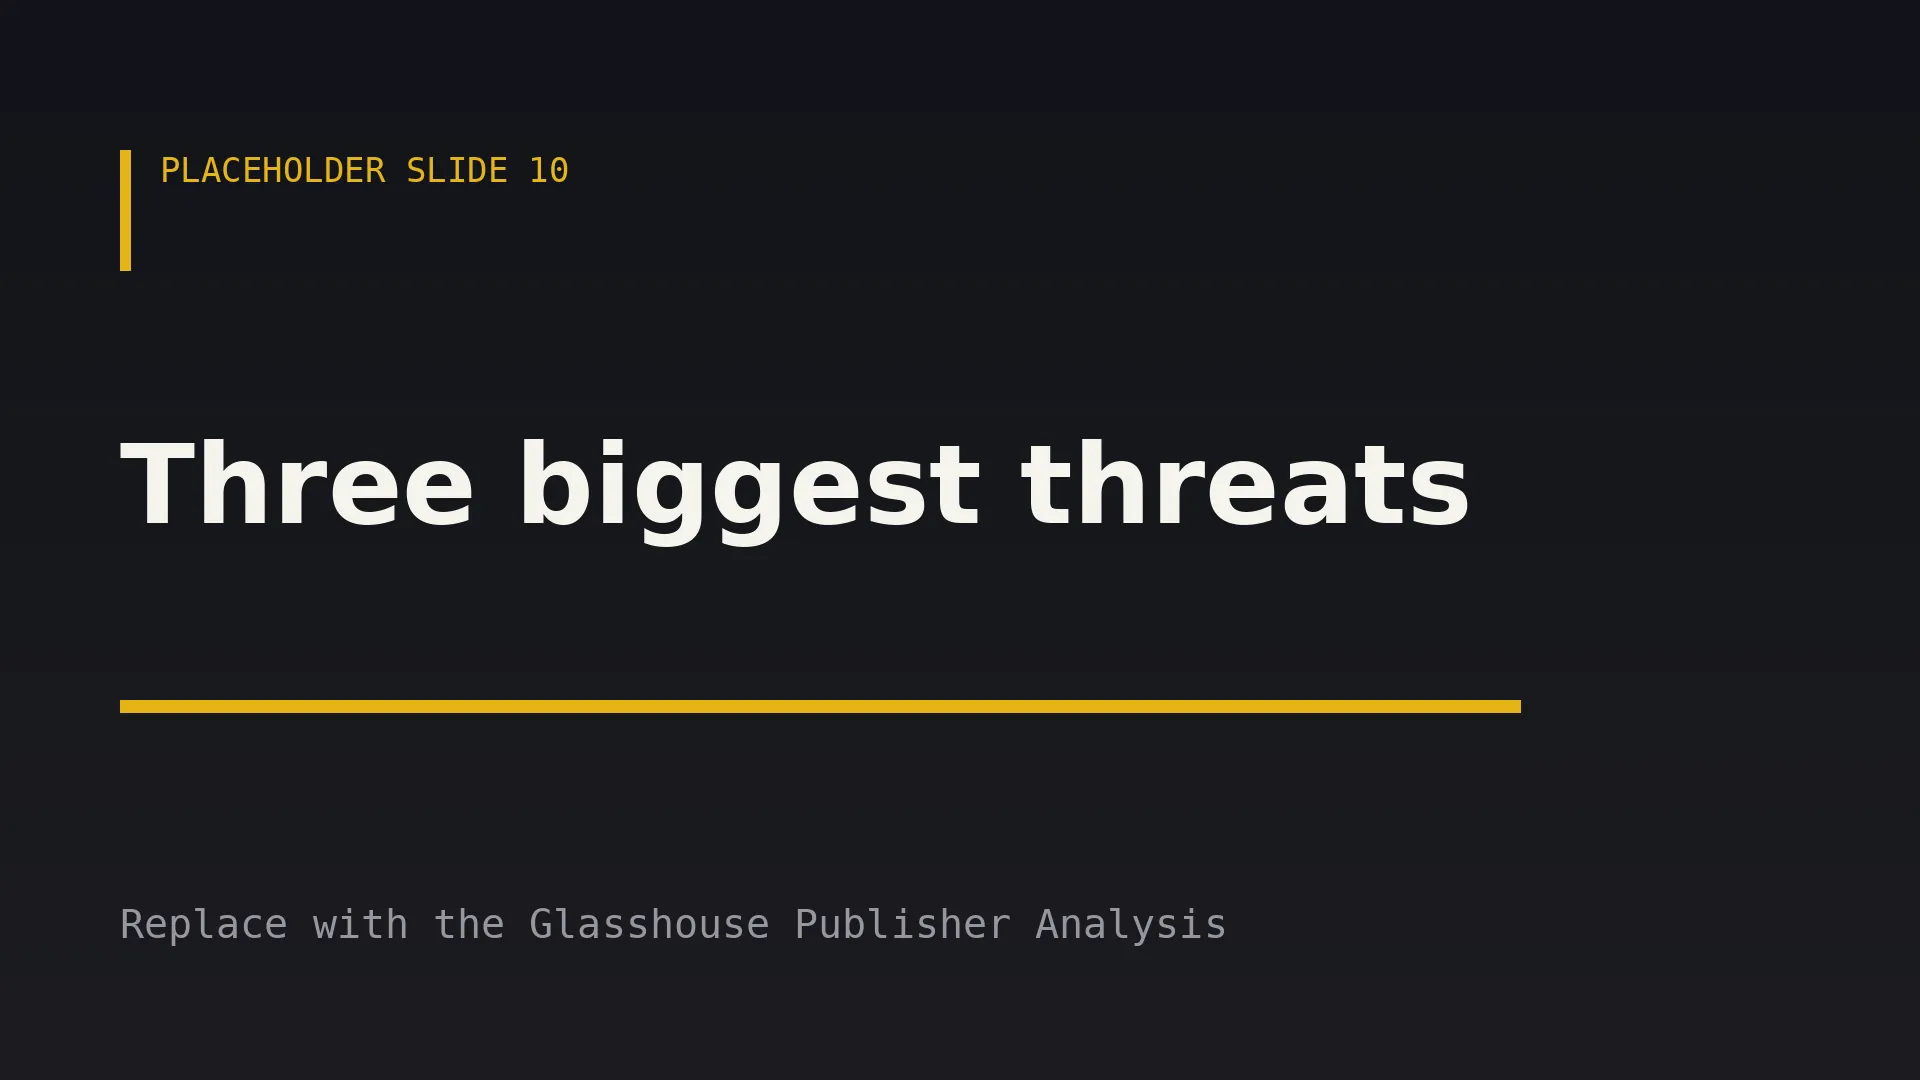 PLACEHOLDER SLIDE 10
Three biggest threats
Replace with the Glasshouse Publisher Analysis